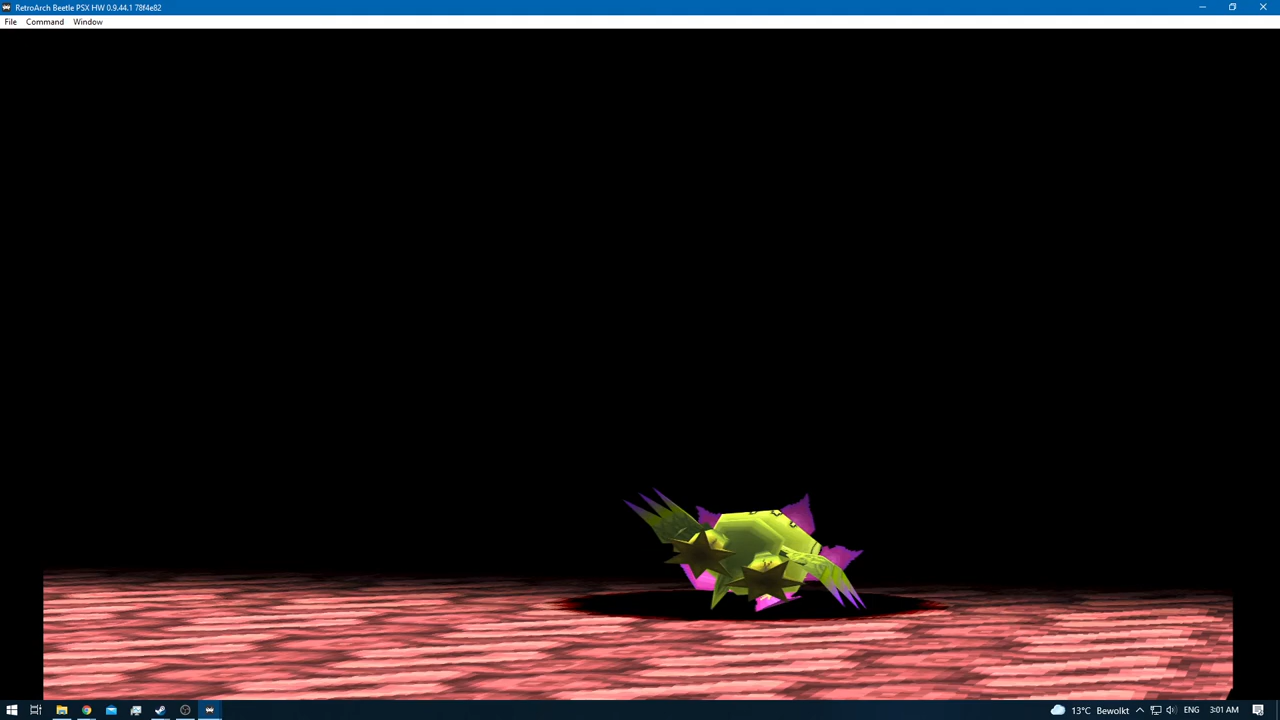 RetroArch Beetle PSX HW 0.9.44.1 78f4e82
File Command Window
13°C Bewolkt ENG 3:01 AM